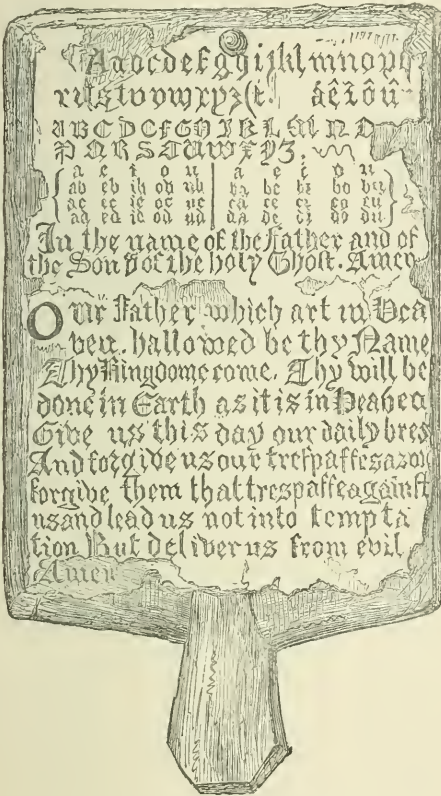 Aabcdefgghijklmnopq
rrsstuvwxyz&. áêîôû
ABCDEFGHIKLMNO
PQRSTUWXYZ.
a e i o u | a e i o u
ab eb ib ob ub | ba be bi bo bu
ac ec ic oc uc | ca ce ci co cu
ad ed id od ud | da de di do du
In the name of the Father and of
the Son & of the holy Ghost. Amen
Our Father which art in Hea
ven, hallowed be thy Name
Thy Kingdome come. Thy will be
done in Earth as it is in Heaven
Give us this day our daily bre
And forgive us our trespasses as
forgive them that trespasse against
us and lead us not into tempta
tion But deliver us from evil
Amen